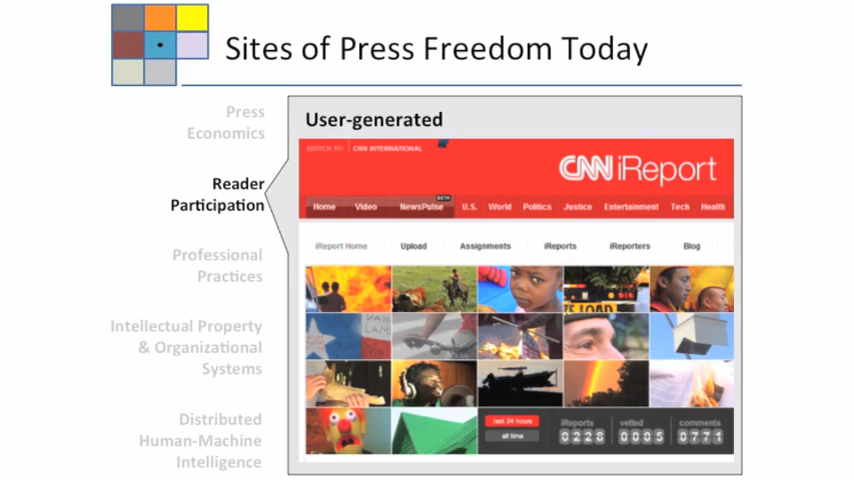 Sites of Press Freedom Today
Press
Economics
Reader
Participation
Professional
Practices
Intellectual Property
& Organizational
Systems
Distributed
Human-Machine
Intelligence
User-generated
SWITCH TO: CNN INTERNATIONAL
CNN iReport
BETA
Home Video NewsPulse U.S. World Politics Justice Entertainment Tech Health
iReport Home Upload Assignments iReports iReporters Blog
last 24 hours
all time
iReports vetted comments
0228 0005 0771